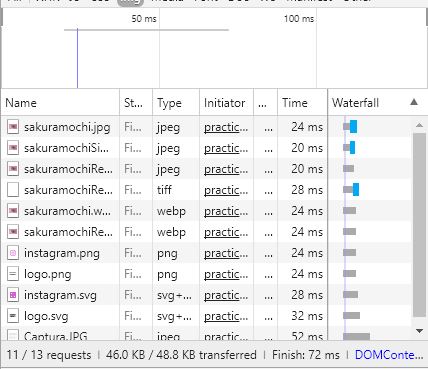 50 ms 100 ms
Name St... Type Initiator ... Time Waterfall ▲
sakuramochi.jpg Fi... jpeg practic... ... 24 ms
sakuramochiSi... Fi... jpeg practic... ... 20 ms
sakuramochiRe... Fi... jpeg practic... ... 20 ms
sakuramochiRe... Fi... tiff practic... ... 28 ms
sakuramochi.w... Fi... webp practic... ... 24 ms
sakuramochiRe... Fi... webp practic... ... 24 ms
instagram.png Fi... png practic... ... 24 ms
logo.png Fi... png practic... ... 24 ms
instagram.svg Fi... svg+... practic... ... 28 ms
logo.svg Fi... svg+... practic... ... 32 ms
Captura.JPG Fi... jpeg practic... ... 52 ms
11 / 13 requests | 46.0 KB / 48.8 KB transferred | Finish: 72 ms | DOMConte...